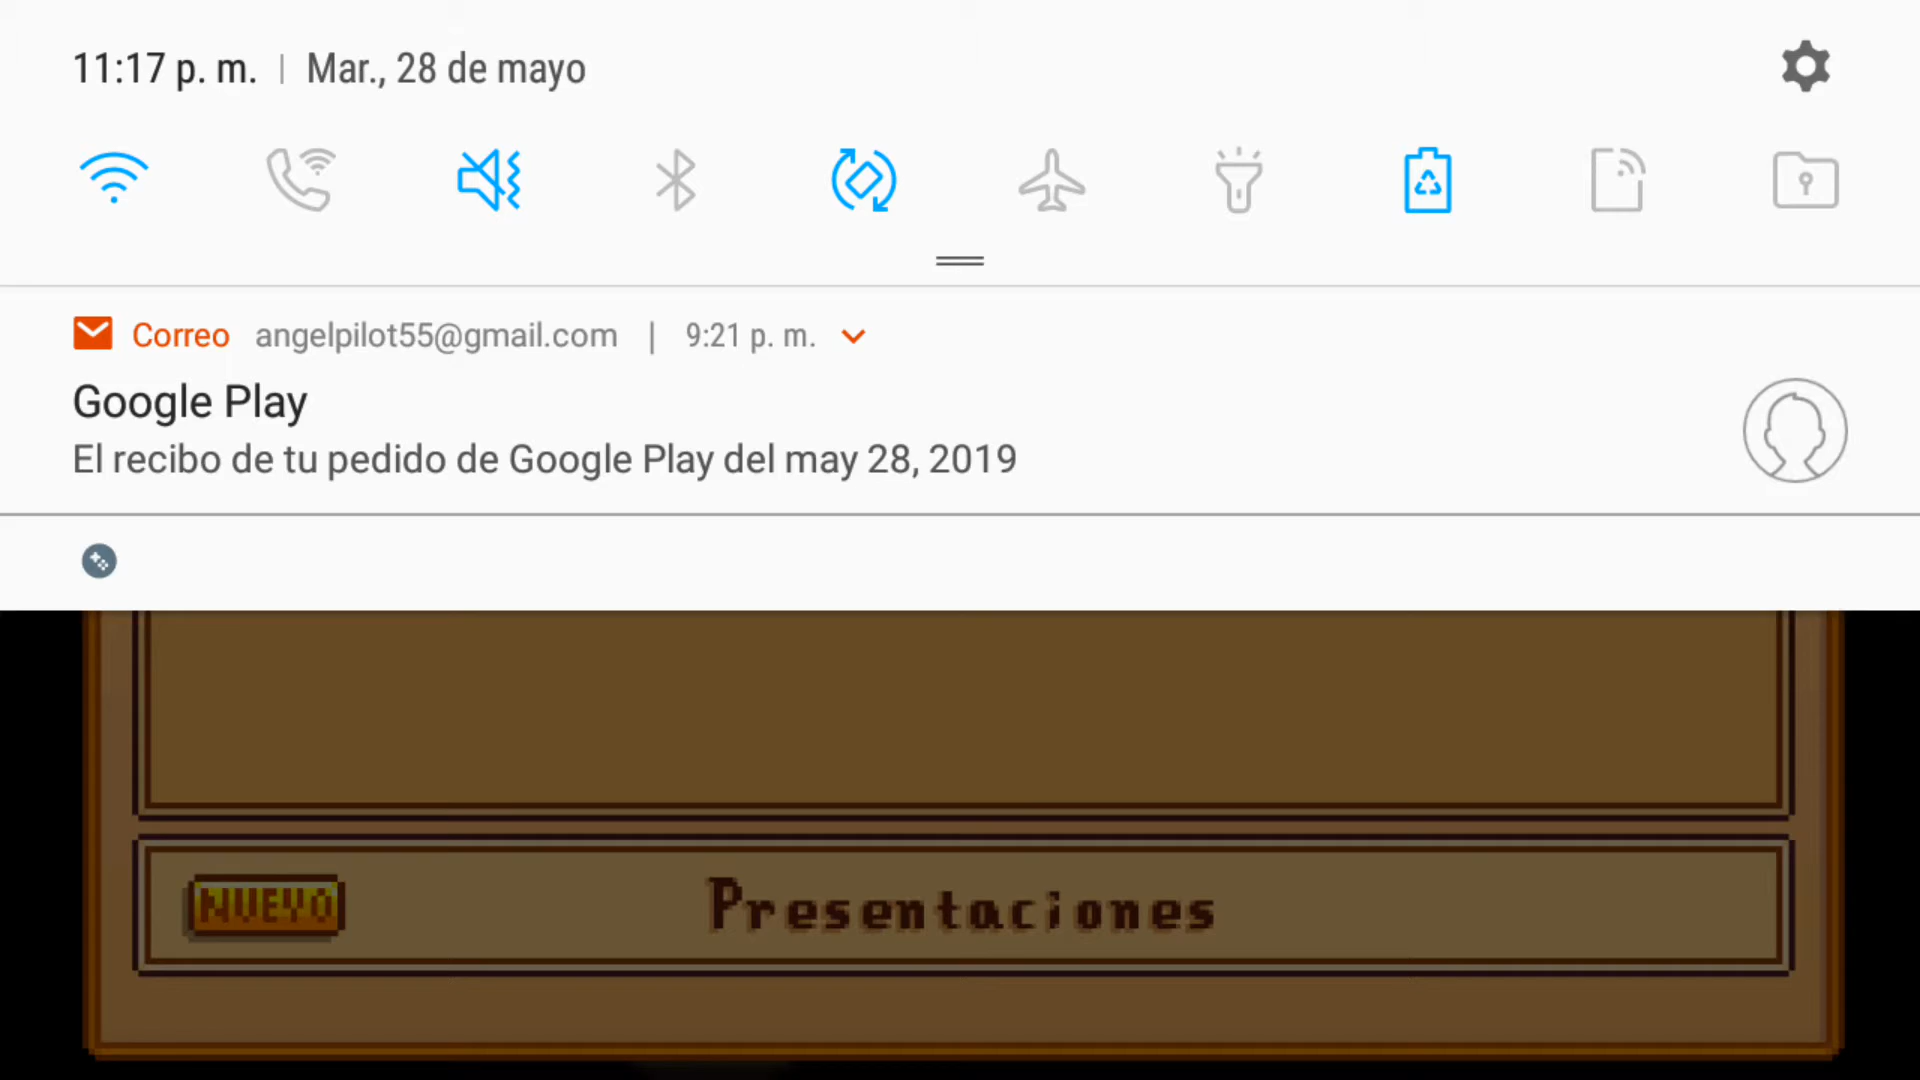 11:17 p. m. | Mar., 28 de mayo
Correo angelpilot55@gmail.com | 9:21 p. m.
Google Play
El recibo de tu pedido de Google Play del may 28, 2019
NUEVO Presentaciones